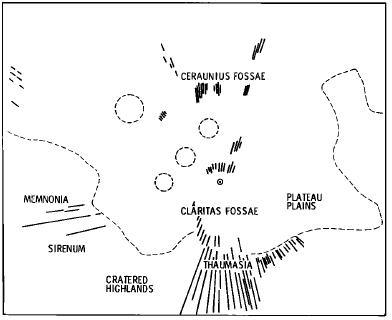 CERAUNIUS FOSSAE
MEMNONIA
CLARITAS FOSSAE
PLATEAU
PLAINS
SIRENUM
THAUMASIA
CRATERED
HIGHLANDS